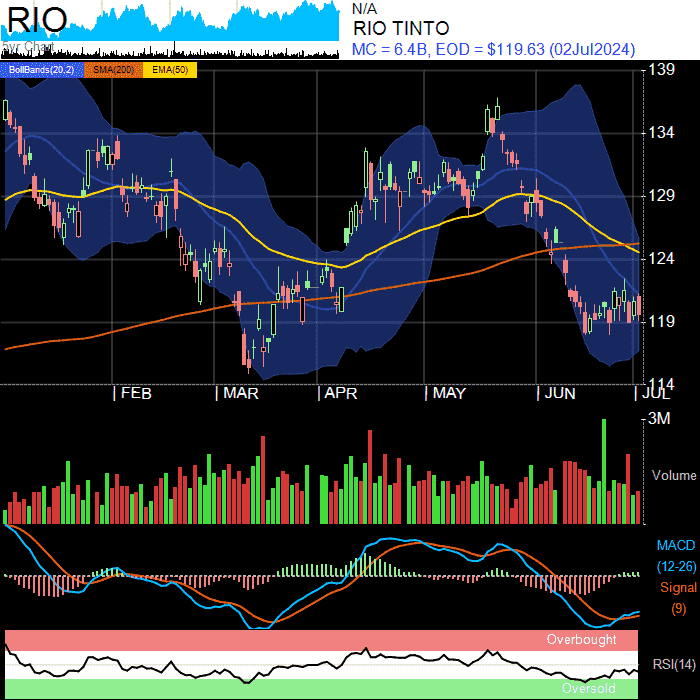 RIO
5yr Chart
N/A
RIO TINTO
MC = 6.4B, EOD = $119.63 (02Jul2024)
BollBands(20,2) SMA(200) EMA(50)
139
134
129
124
119
114
FEB MAR APR MAY JUN JUL
3M
Volume
MACD
(12-26)
Signal
(9)
Overbought
RSI(14)
Oversold